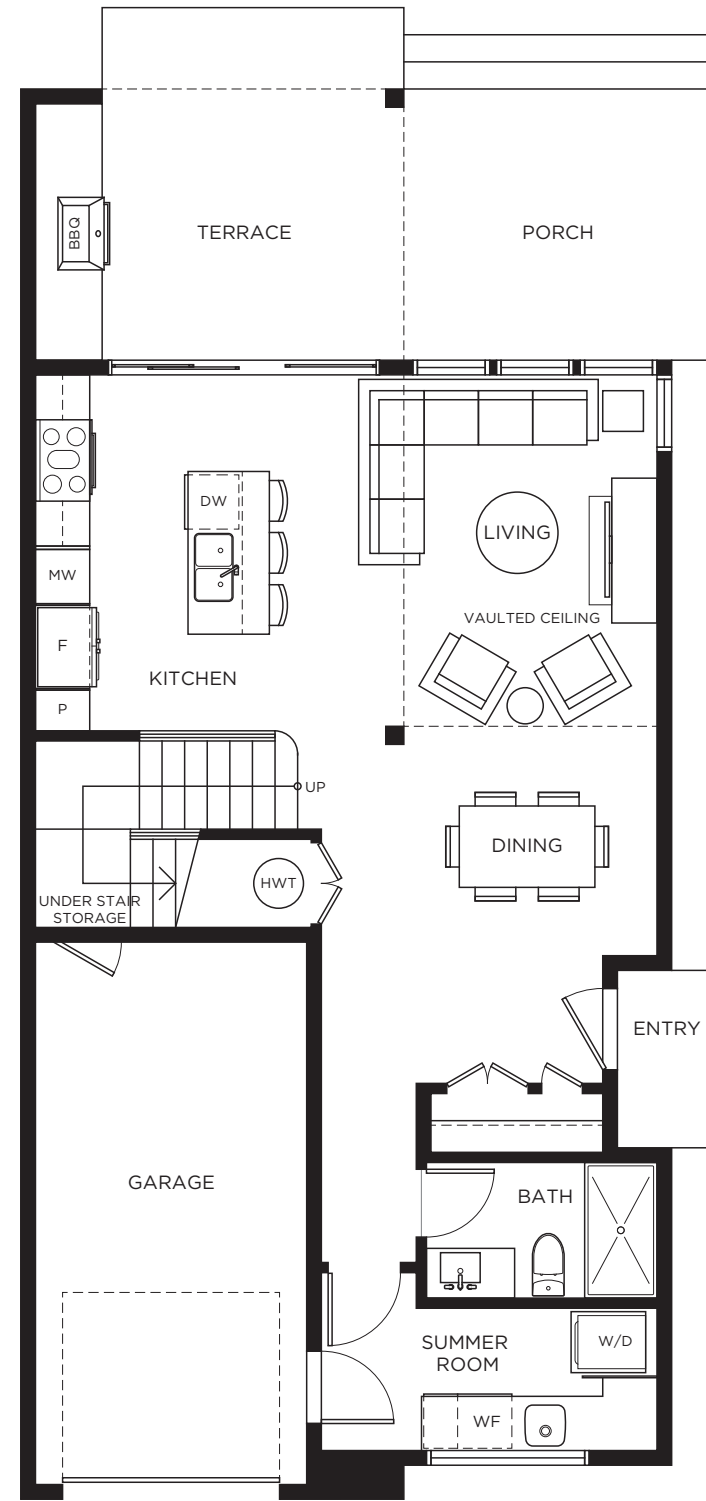 BBQ
TERRACE
PORCH
DW
LIVING
MW
VAULTED CEILING
F
KITCHEN
P
UP
DINING
HWT
UNDER STAIR
STORAGE
ENTRY
GARAGE
BATH
SUMMER
ROOM
W/D
WF